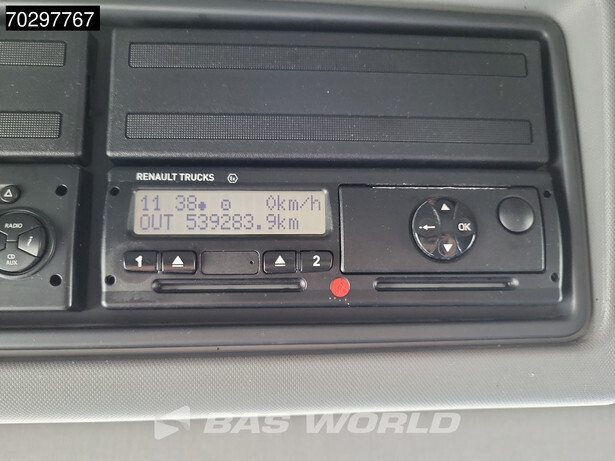 70297767
RENAULT TRUCKS
11 38 0km/h
OUT 539283.9km
RADIO
CD
AUX
1
2
OK
BAS WORLD